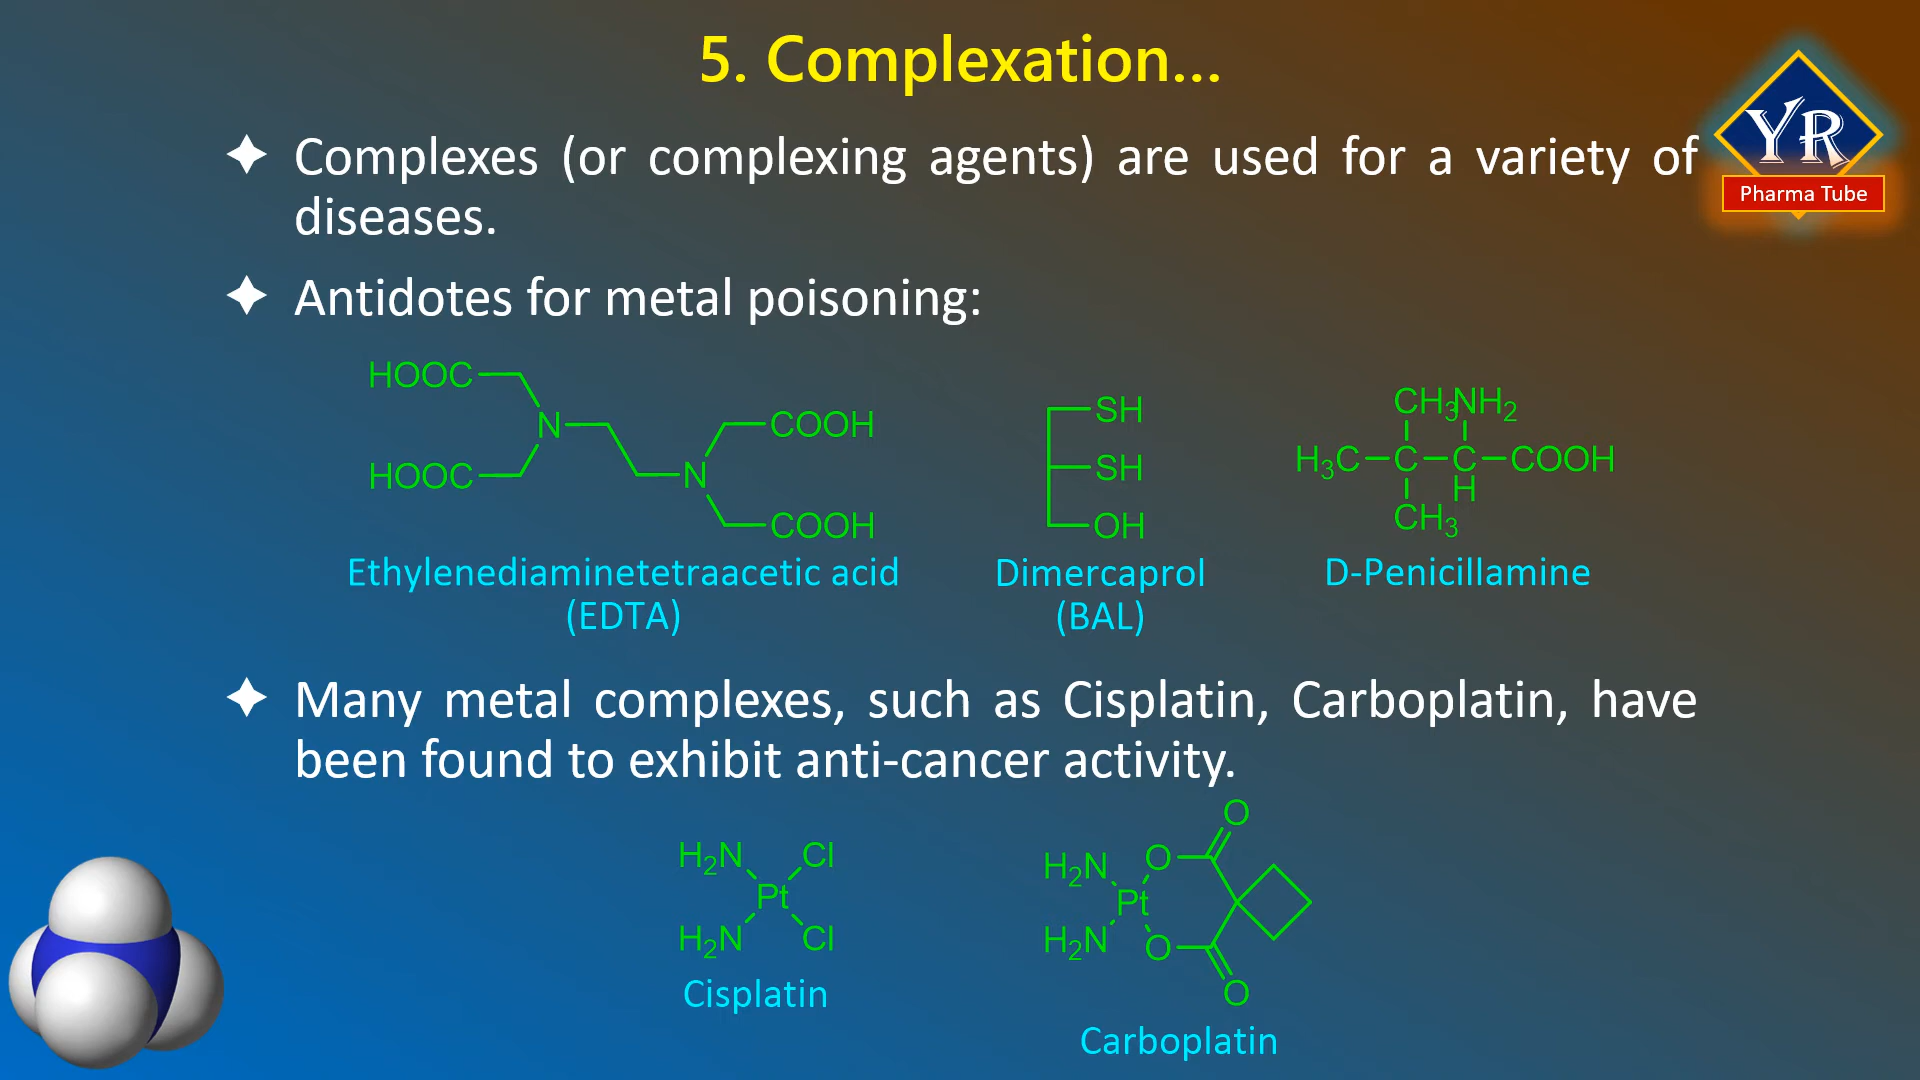 5. Complexation...
YR
Pharma Tube
✦ Complexes (or complexing agents) are used for a variety of
diseases.
✦ Antidotes for metal poisoning:
HOOC
HOOC
N
N
COOH
COOH
Ethylenediaminetetraacetic acid
(EDTA)
SH
SH
OH
Dimercaprol
(BAL)
CH3 NH2
H3C C C COOH
H
CH3
D-Penicillamine
✦ Many metal complexes, such as Cisplatin, Carboplatin, have
been found to exhibit anti-cancer activity.
H2N Cl
Pt
H2N Cl
Cisplatin
O
H2N O
Pt
H2N O
O
Carboplatin